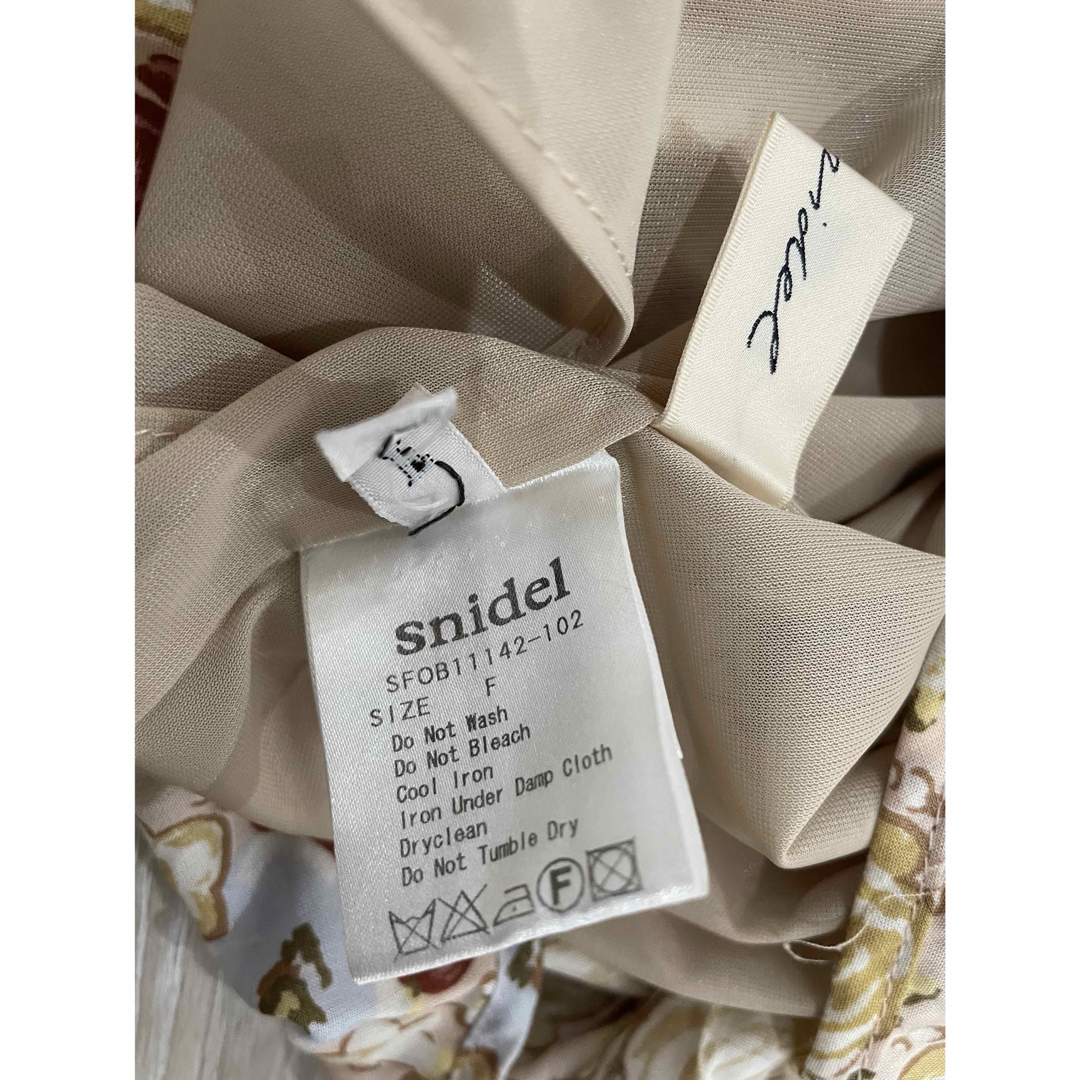 snidel
snidel
SFOB11142-102
SIZE F
Do Not Wash
Do Not Bleach
Cool Iron
Iron Under Damp Cloth
Dryclean
Do Not Tumble Dry
F